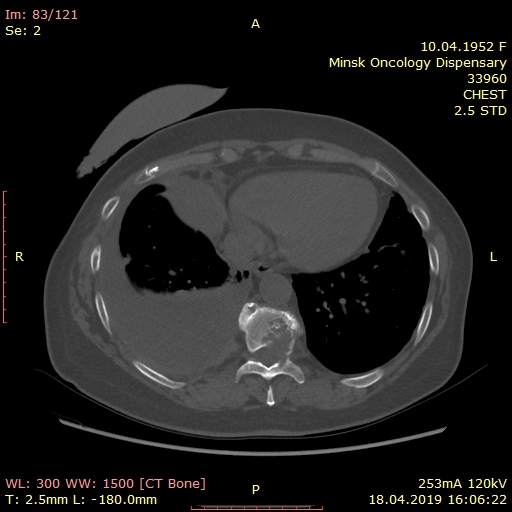 Im: 83/121
Se: 2
A
10.04.1952 F
Minsk Oncology Dispensary
33960
CHEST
2.5 STD
R
L
WL: 300 WW: 1500 [CT Bone]
T: 2.5mm L: -180.0mm
P
253mA 120kV
18.04.2019 16:06:22